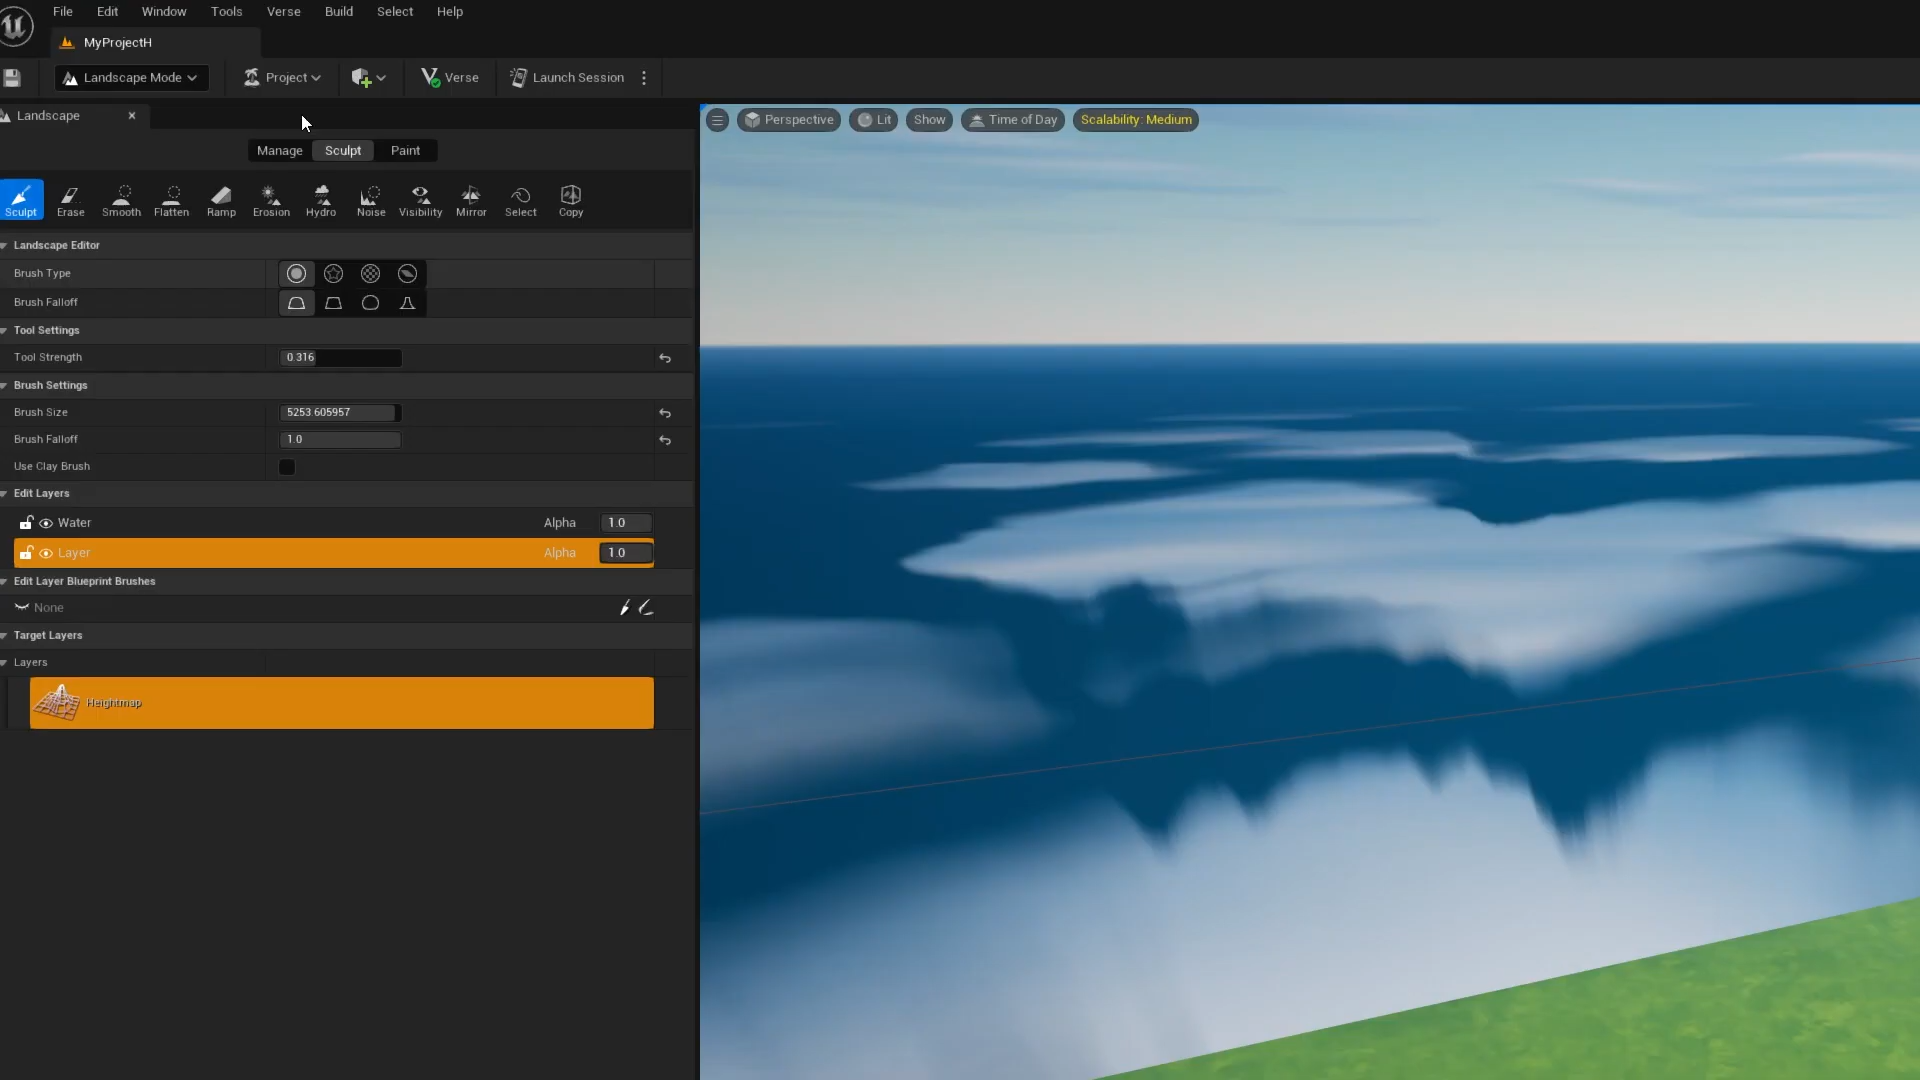 File Edit Window Tools Verse Build Select Help
MyProjectH
Landscape Mode Project Verse Launch Session
Landscape
Perspective Lit Show Time of Day Scalability: Medium
Manage Sculpt Paint
Sculpt Erase Smooth Flatten Ramp Erosion Hydro Noise Visibility Mirror Select Copy
Landscape Editor
Brush Type
Brush Falloff
Tool Settings
Tool Strength 0.316
Brush Settings
Brush Size 5253.605957
Brush Falloff 1.0
Use Clay Brush
Edit Layers
Water Alpha 1.0
Layer Alpha 1.0
Edit Layer Blueprint Brushes
None
Target Layers
Layers
Heightmap